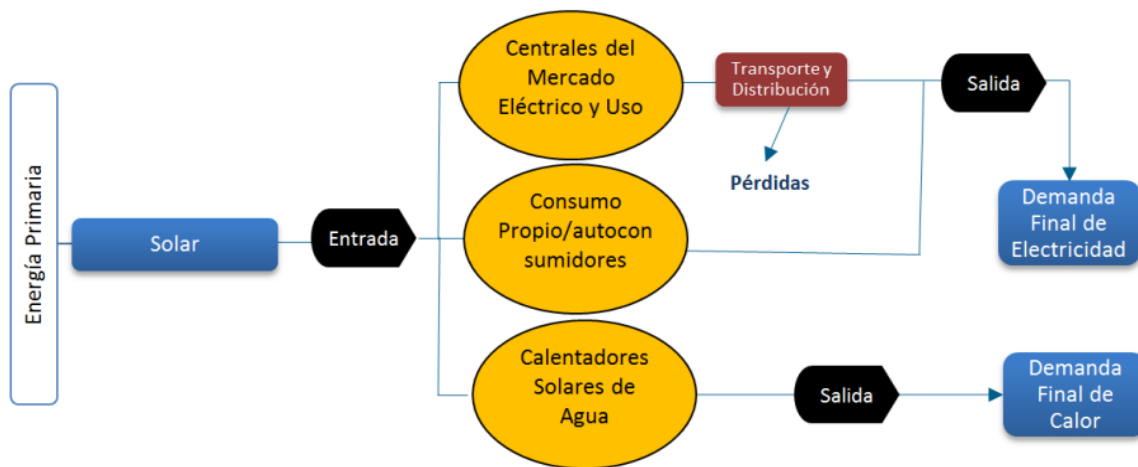 Energía Primaria
Solar
Entrada
Centrales del
Mercado
Eléctrico y Uso
Transporte y
Distribución
Pérdidas
Salida
Demanda
Final de
Electricidad
Consumo
Propio/autocon
sumidores
Calentadores
Solares de
Agua
Salida
Demanda
Final de
Calor